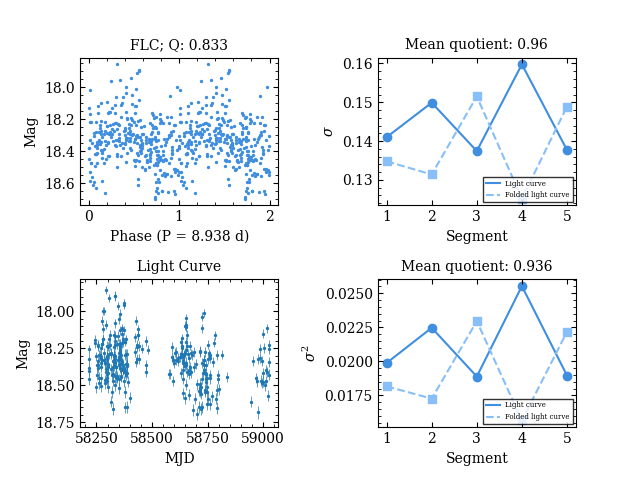 FLC; Q: 0.833
Mag
18.0
18.2
18.4
18.6
0
1
2
Phase (P = 8.938 d)
Mean quotient: 0.96
σ
0.16
0.15
0.14
0.13
1
2
3
4
5
Segment
Light curve
Folded light curve
Light Curve
Mag
18.00
18.25
18.50
18.75
58250
58500
58750
59000
MJD
Mean quotient: 0.936
σ²
0.0250
0.0225
0.0200
0.0175
1
2
3
4
5
Segment
Light curve
Folded light curve